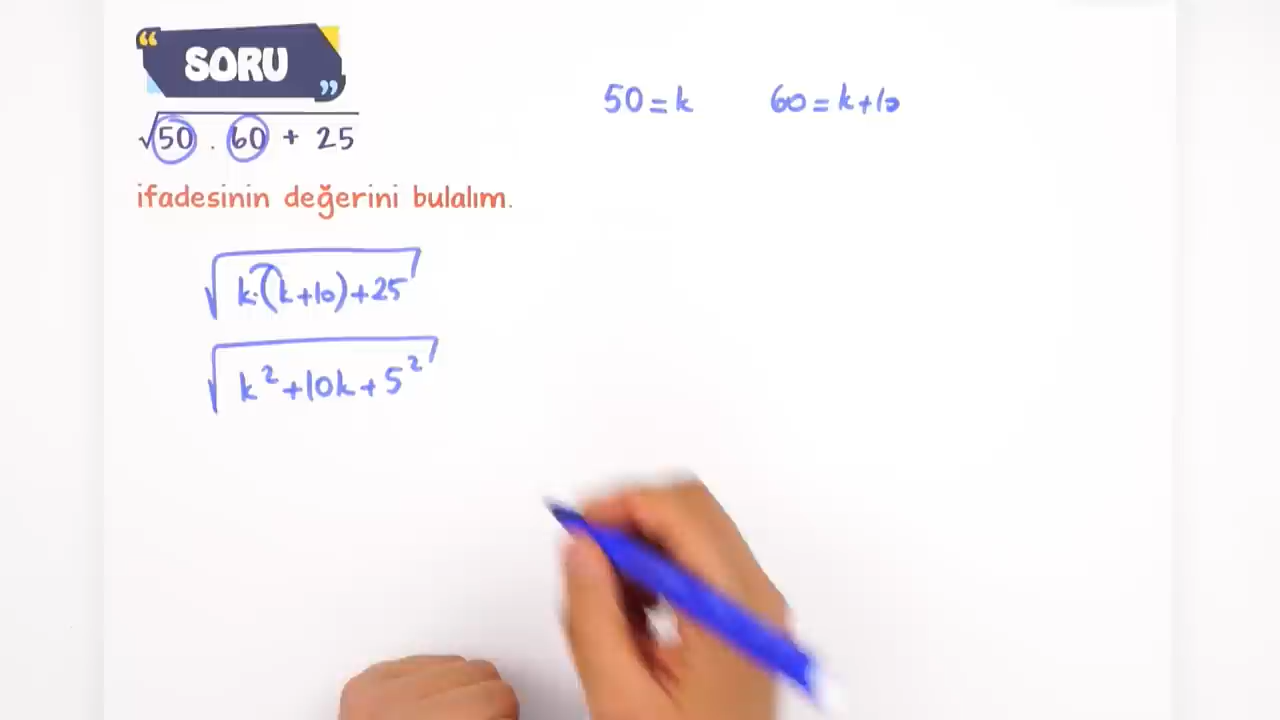 “ SORU ”
√50 . 60 + 25
ifadesinin değerini bulalım.
50 = k 60 = k+10
√k.(k+10)+25
√k²+10k+5²